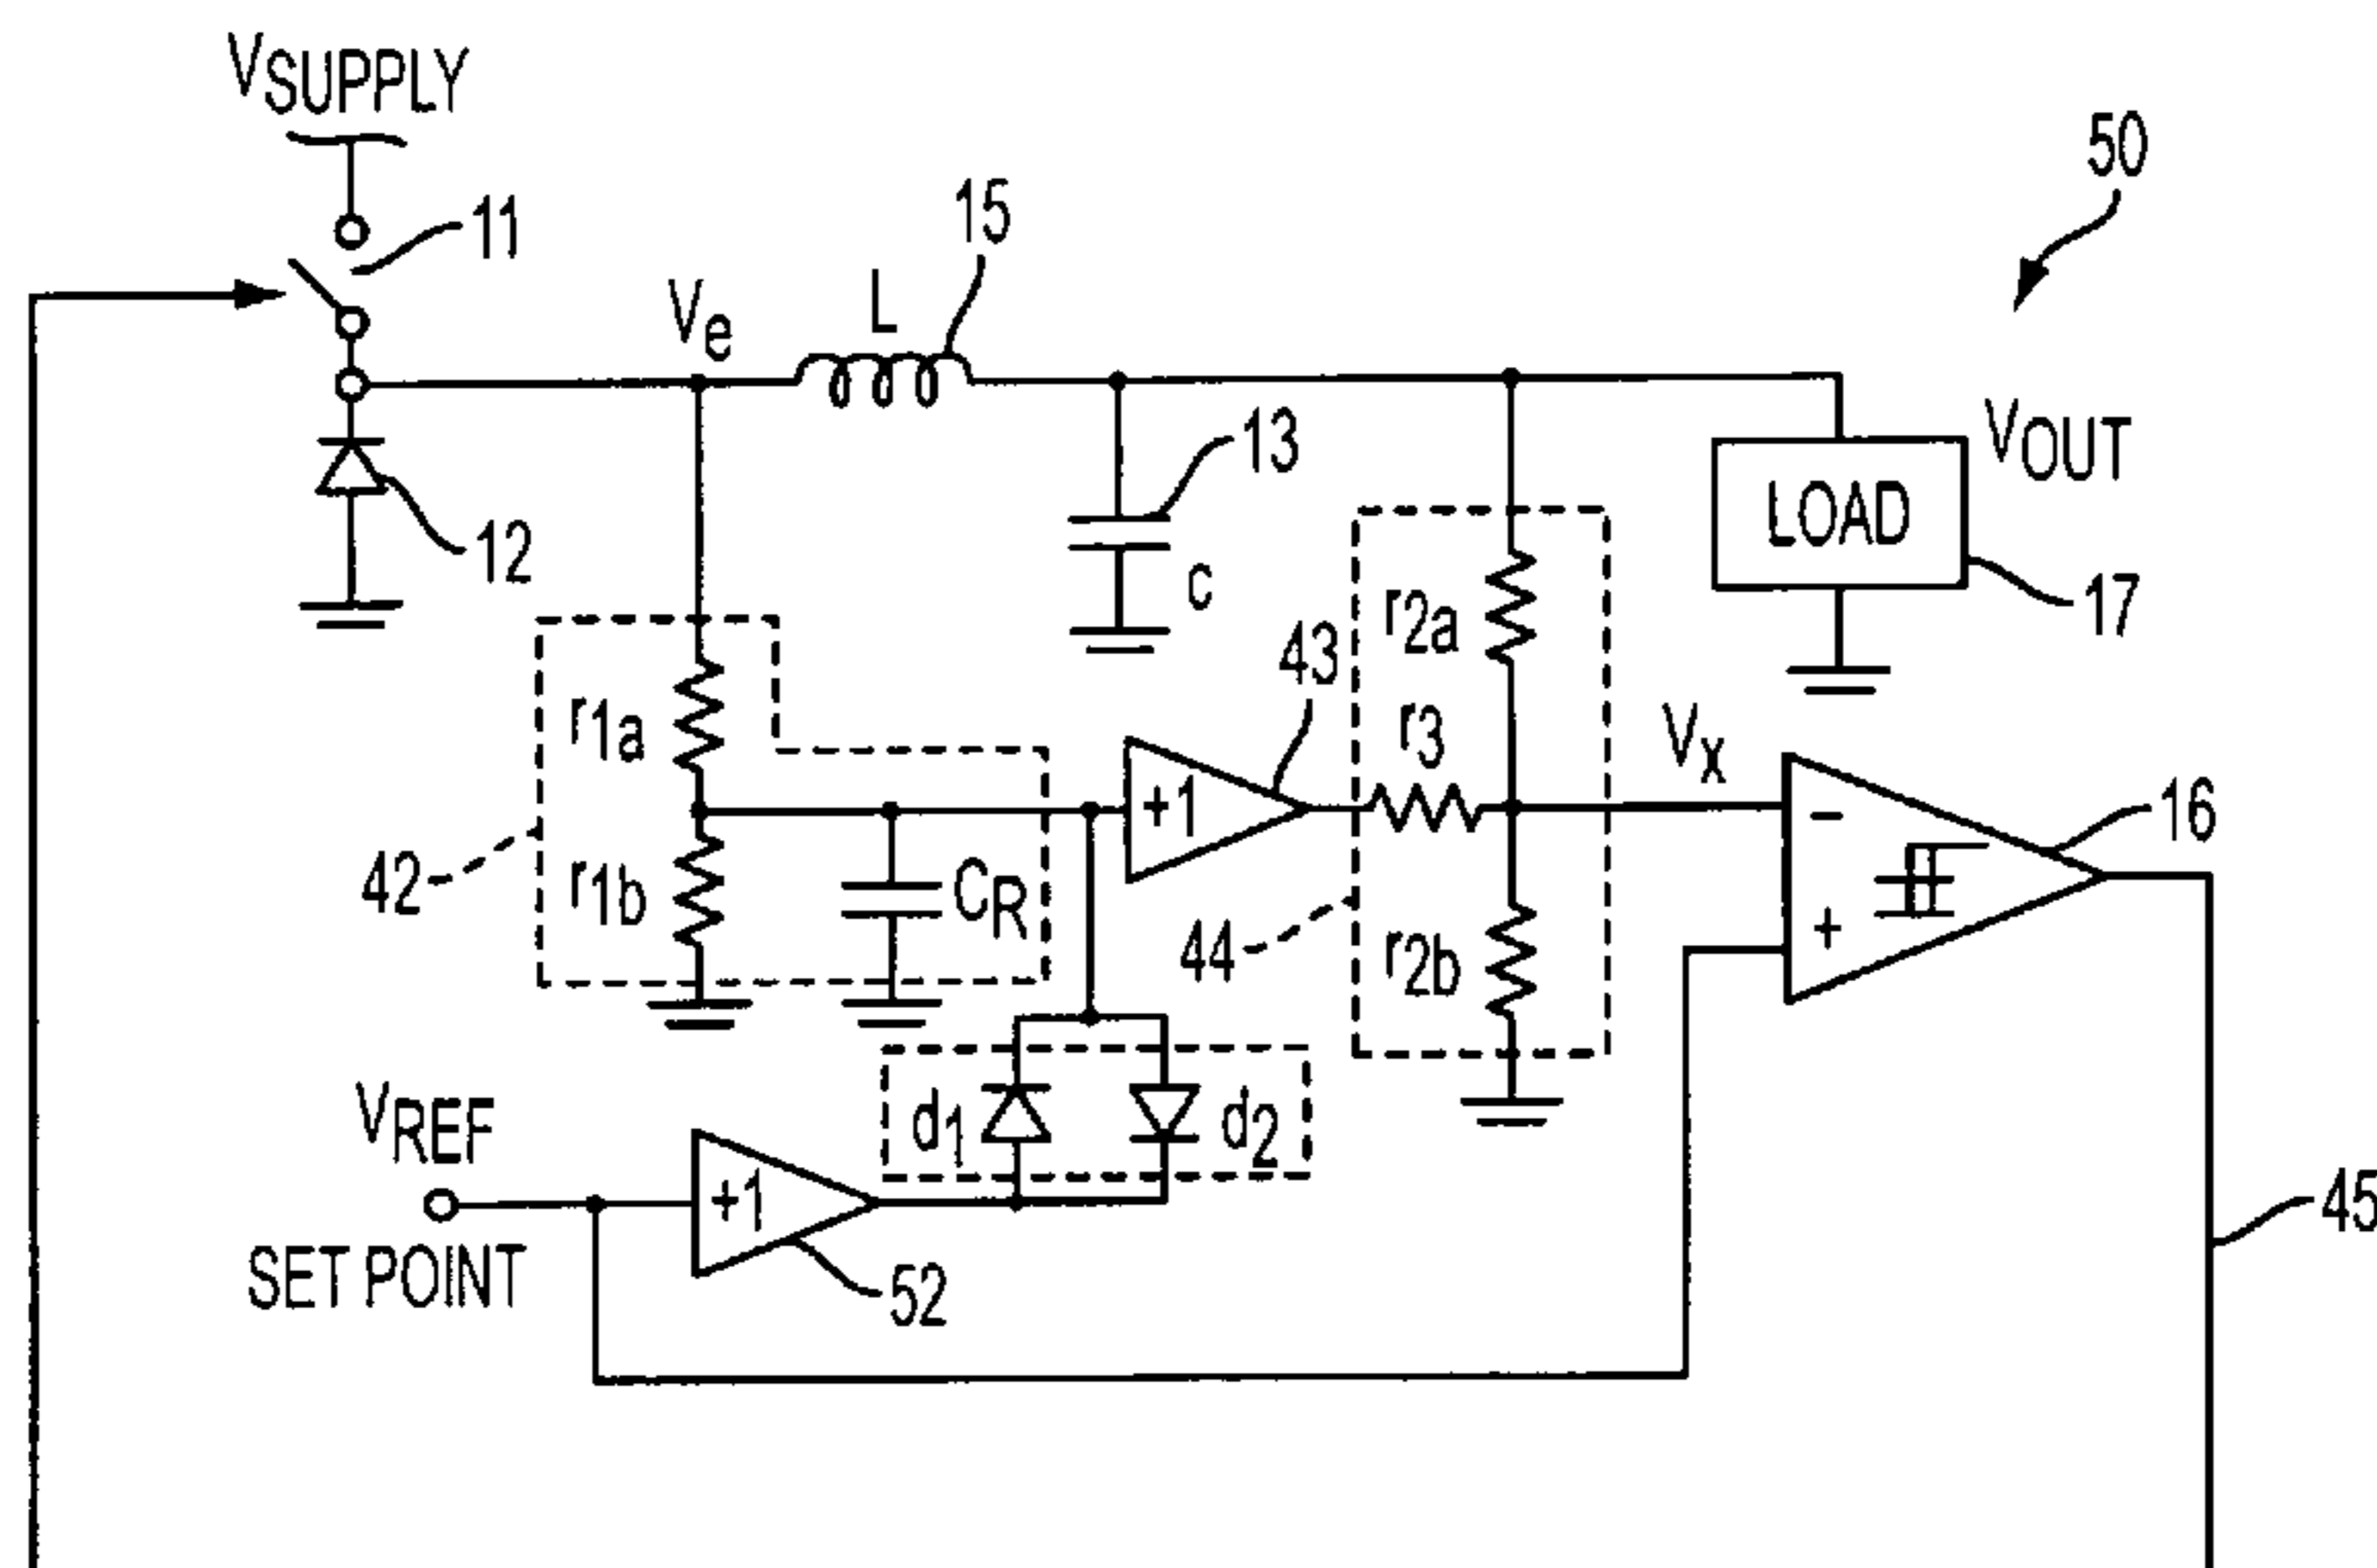 VSUPPLY
50
11
15
Ve
L
13
VOUT
LOAD
12
c
r2a
17
43
r1a
r3
Vx
+1
−
16
42
r1b
CR
44
r2b
+
d1
d2
VREF
+1
45
SET POINT
52